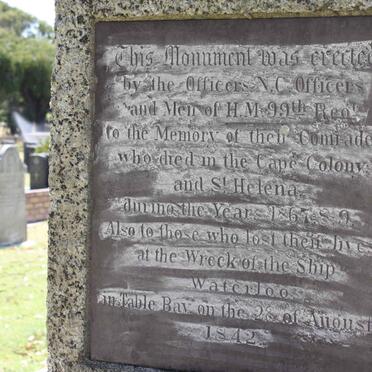 This Monument was erected
by the Officers N.C. Officers
and Men of H.M. 99th Regt
to the Memory of their Comrade
who died in the Cape Colony
and St Helena
during the Years 1867.8.9.
Also to those who lost their lives
at the Wreck of the Ship
Waterloo
in Table Bay on the 28 of August
1842